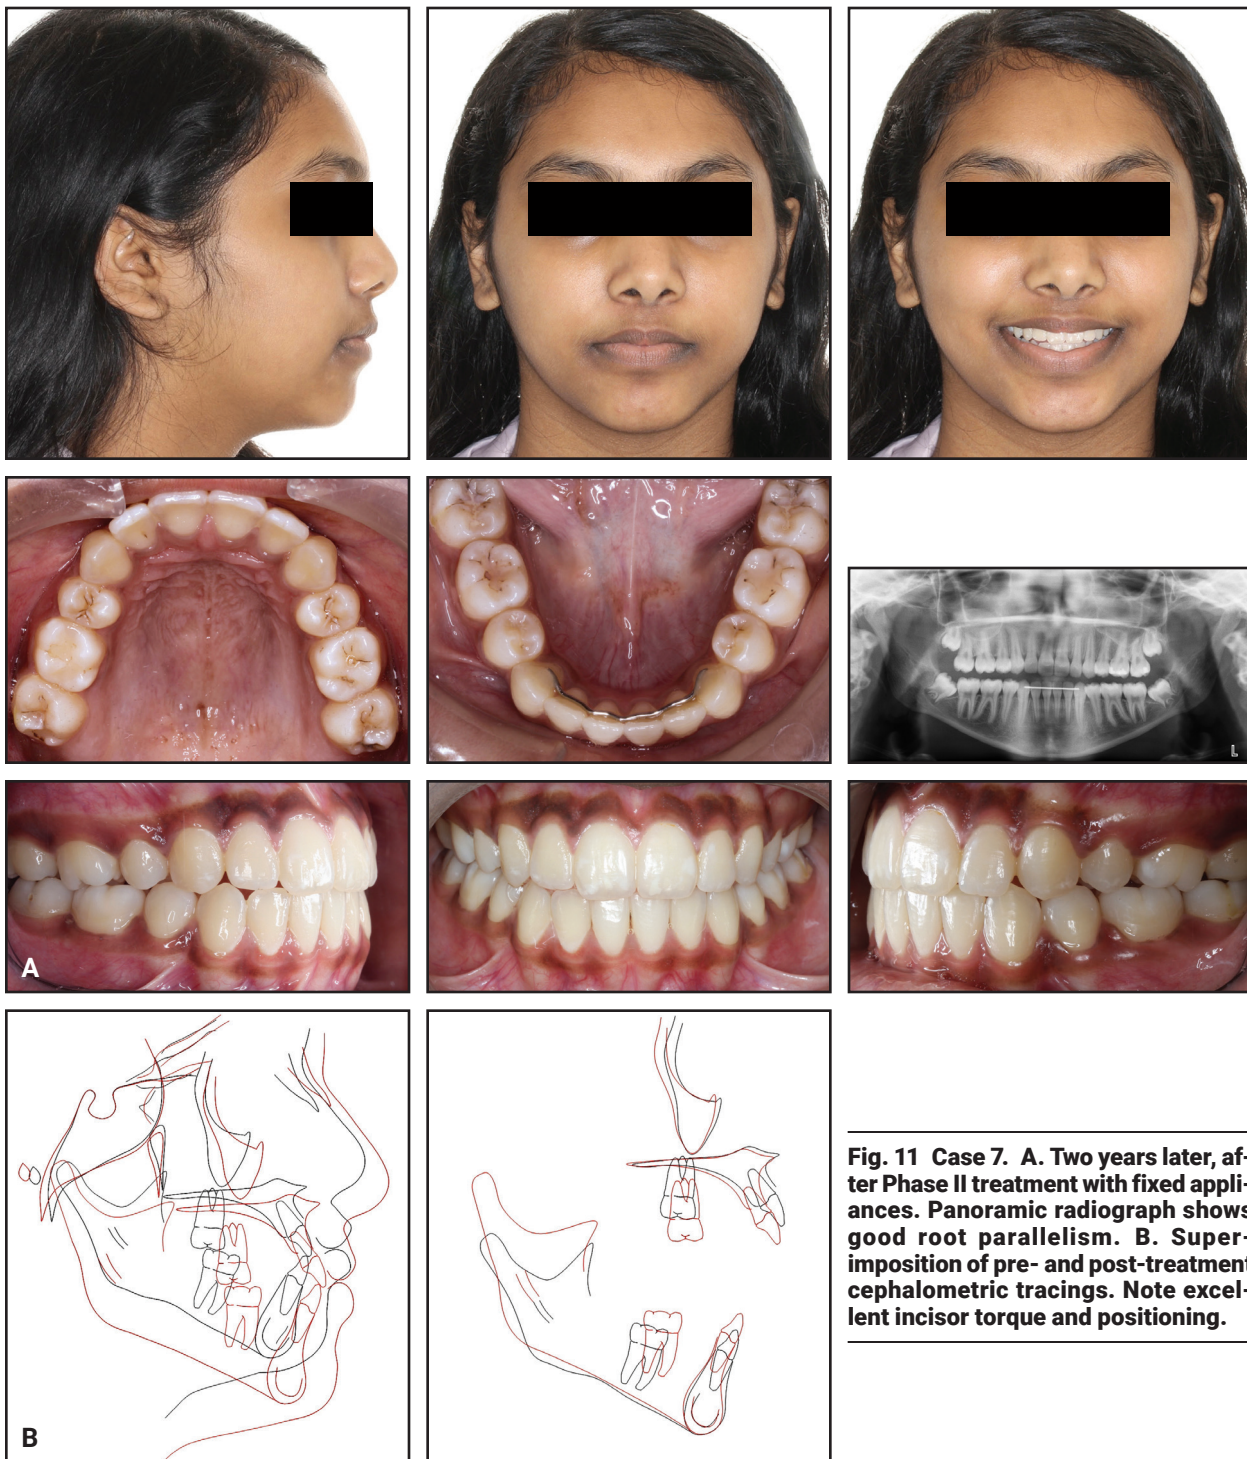 L
A
B
Fig. 11 Case 7. A. Two years later, af-
ter Phase II treatment with fixed appli-
ances. Panoramic radiograph shows
good root parallelism. B. Super-
imposition of pre- and post-treatment
cephalometric tracings. Note excel-
lent incisor torque and positioning.